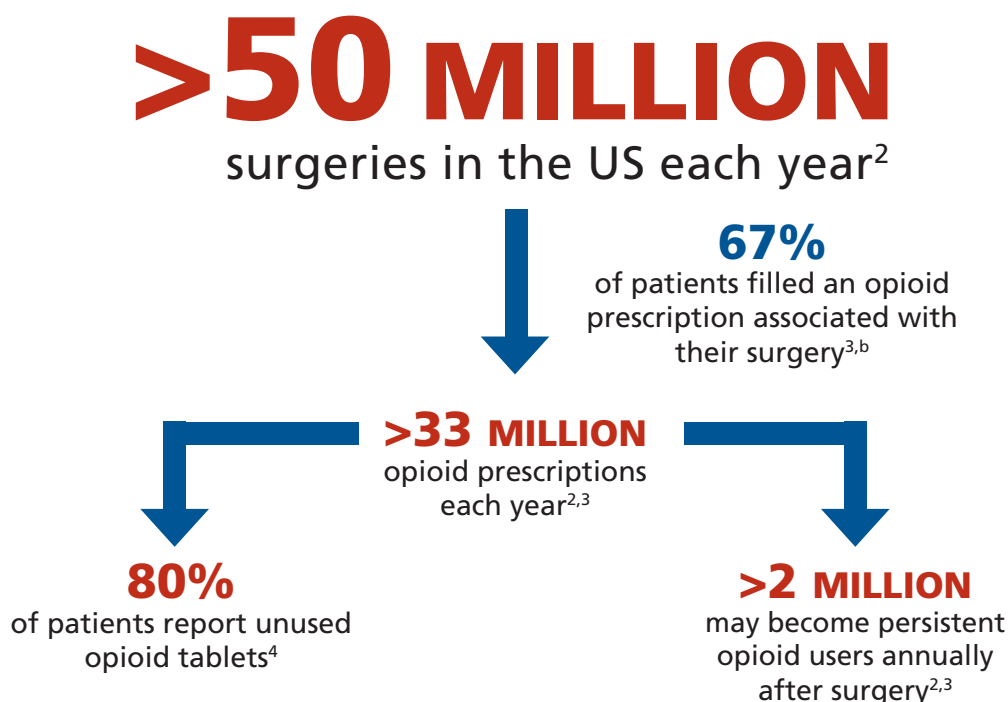 >50 MILLION
surgeries in the US each year2
67%
of patients filled an opioid
prescription associated with
their surgery3,b
>33 MILLION
opioid prescriptions
each year2,3
80%
of patients report unused
opioid tablets4
>2 MILLION
may become persistent
opioid users annually
after surgery2,3